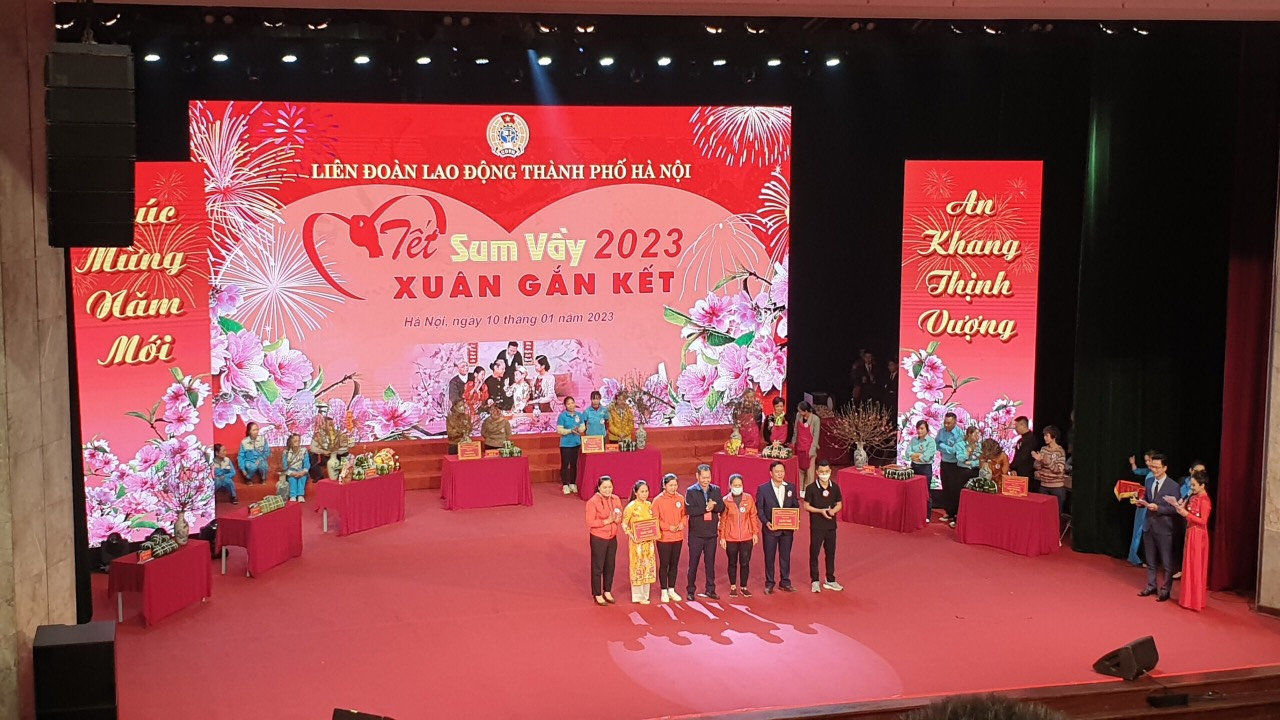 LIÊN ĐOÀN LAO ĐỘNG THÀNH PHỐ HÀ NỘI
Tết Sum Vầy 2023
XUÂN GẮN KẾT
Hà Nội, ngày 10 tháng 01 năm 2023
Mừng
Năm
Mới
An
Khang
Thịnh
Vượng